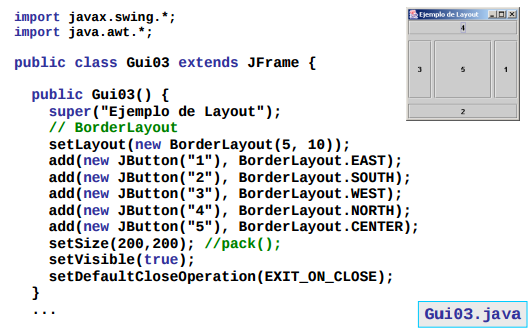 import javax.swing.*;
import java.awt.*;
public class Gui03 extends JFrame {
public Gui03() {
super("Ejemplo de Layout");
// BorderLayout
setLayout(new BorderLayout(5, 10));
add(new JButton("1"), BorderLayout.EAST);
add(new JButton("2"), BorderLayout.SOUTH);
add(new JButton("3"), BorderLayout.WEST);
add(new JButton("4"), BorderLayout.NORTH);
add(new JButton("5"), BorderLayout.CENTER);
setSize(200,200); //pack();
setVisible(true);
setDefaultCloseOperation(EXIT_ON_CLOSE);
}
...
Ejemplo de Layout
4
3 5 1
2
Gui03.java